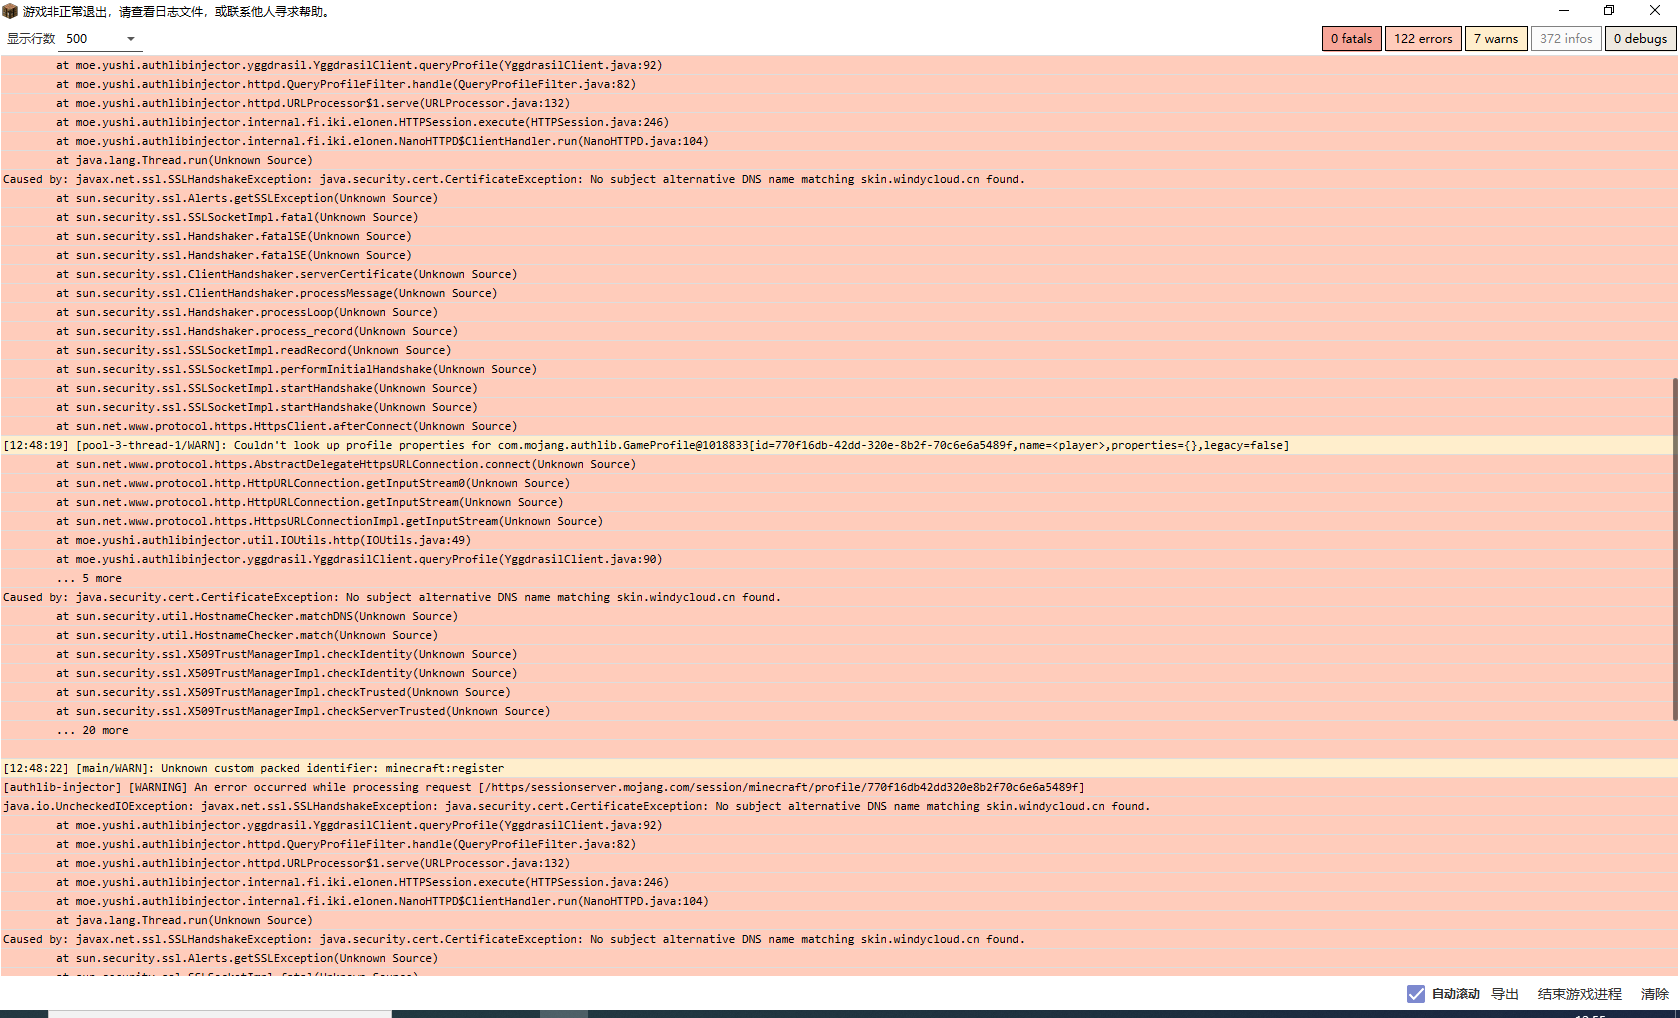 游戏非正常退出，请查看日志文件，或联系他人寻求帮助。
显示行数 500 0 fatals 122 errors 7 warns 372 infos 0 debugs
at moe.yushi.authlibinjector.yggdrasil.YggdrasilClient.queryProfile(YggdrasilClient.java:92)
at moe.yushi.authlibinjector.httpd.QueryProfileFilter.handle(QueryProfileFilter.java:82)
at moe.yushi.authlibinjector.httpd.URLProcessor$1.serve(URLProcessor.java:132)
at moe.yushi.authlibinjector.internal.fi.iki.elonen.HTTPSession.execute(HTTPSession.java:246)
at moe.yushi.authlibinjector.internal.fi.iki.elonen.NanoHTTPD$ClientHandler.run(NanoHTTPD.java:104)
at java.lang.Thread.run(Unknown Source)
Caused by: javax.net.ssl.SSLHandshakeException: java.security.cert.CertificateException: No subject alternative DNS name matching skin.windycloud.cn found.
at sun.security.ssl.Alerts.getSSLException(Unknown Source)
at sun.security.ssl.SSLSocketImpl.fatal(Unknown Source)
at sun.security.ssl.Handshaker.fatalSE(Unknown Source)
at sun.security.ssl.Handshaker.fatalSE(Unknown Source)
at sun.security.ssl.ClientHandshaker.serverCertificate(Unknown Source)
at sun.security.ssl.ClientHandshaker.processMessage(Unknown Source)
at sun.security.ssl.Handshaker.processLoop(Unknown Source)
at sun.security.ssl.Handshaker.process_record(Unknown Source)
at sun.security.ssl.SSLSocketImpl.readRecord(Unknown Source)
at sun.security.ssl.SSLSocketImpl.performInitialHandshake(Unknown Source)
at sun.security.ssl.SSLSocketImpl.startHandshake(Unknown Source)
at sun.security.ssl.SSLSocketImpl.startHandshake(Unknown Source)
at sun.net.www.protocol.https.HttpsClient.afterConnect(Unknown Source)
[12:48:19] [pool-3-thread-1/WARN]: Couldn't look up profile properties for com.mojang.authlib.GameProfile@1018833[id=770f16db-42dd-320e-8b2f-70c6e6a5489f,name=<player>,properties={},legacy=false]
at sun.net.www.protocol.https.AbstractDelegateHttpsURLConnection.connect(Unknown Source)
at sun.net.www.protocol.http.HttpURLConnection.getInputStream0(Unknown Source)
at sun.net.www.protocol.http.HttpURLConnection.getInputStream(Unknown Source)
at sun.net.www.protocol.https.HttpsURLConnectionImpl.getInputStream(Unknown Source)
at moe.yushi.authlibinjector.util.IOUtils.http(IOUtils.java:49)
at moe.yushi.authlibinjector.yggdrasil.YggdrasilClient.queryProfile(YggdrasilClient.java:90)
... 5 more
Caused by: java.security.cert.CertificateException: No subject alternative DNS name matching skin.windycloud.cn found.
at sun.security.util.HostnameChecker.matchDNS(Unknown Source)
at sun.security.util.HostnameChecker.match(Unknown Source)
at sun.security.ssl.X509TrustManagerImpl.checkIdentity(Unknown Source)
at sun.security.ssl.X509TrustManagerImpl.checkIdentity(Unknown Source)
at sun.security.ssl.X509TrustManagerImpl.checkTrusted(Unknown Source)
at sun.security.ssl.X509TrustManagerImpl.checkServerTrusted(Unknown Source)
... 20 more
[12:48:22] [main/WARN]: Unknown custom packed identifier: minecraft:register
[authlib-injector] [WARNING] An error occurred while processing request [/https/sessionserver.mojang.com/session/minecraft/profile/770f16db42dd320e8b2f70c6e6a5489f]
java.io.UncheckedIOException: javax.net.ssl.SSLHandshakeException: java.security.cert.CertificateException: No subject alternative DNS name matching skin.windycloud.cn found.
at moe.yushi.authlibinjector.yggdrasil.YggdrasilClient.queryProfile(YggdrasilClient.java:92)
at moe.yushi.authlibinjector.httpd.QueryProfileFilter.handle(QueryProfileFilter.java:82)
at moe.yushi.authlibinjector.httpd.URLProcessor$1.serve(URLProcessor.java:132)
at moe.yushi.authlibinjector.internal.fi.iki.elonen.HTTPSession.execute(HTTPSession.java:246)
at moe.yushi.authlibinjector.internal.fi.iki.elonen.NanoHTTPD$ClientHandler.run(NanoHTTPD.java:104)
at java.lang.Thread.run(Unknown Source)
Caused by: javax.net.ssl.SSLHandshakeException: java.security.cert.CertificateException: No subject alternative DNS name matching skin.windycloud.cn found.
at sun.security.ssl.Alerts.getSSLException(Unknown Source)
at sun.security.ssl.SSLSocketImpl.fatal(Unknown Source)
自动滚动 导出 结束游戏进程 清除